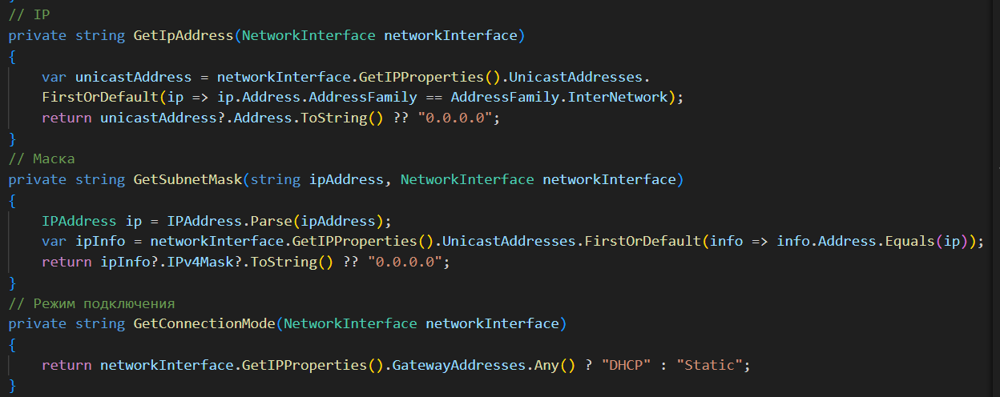 // IP
private string GetIpAddress(NetworkInterface networkInterface)
{
    var unicastAddress = networkInterface.GetIPProperties().UnicastAddresses.
    FirstOrDefault(ip => ip.Address.AddressFamily == AddressFamily.InterNetwork);
    return unicastAddress?.Address.ToString() ?? "0.0.0.0";
}
// Маска
private string GetSubnetMask(string ipAddress, NetworkInterface networkInterface)
{
    IPAddress ip = IPAddress.Parse(ipAddress);
    var ipInfo = networkInterface.GetIPProperties().UnicastAddresses.FirstOrDefault(info => info.Address.Equals(ip));
    return ipInfo?.IPv4Mask?.ToString() ?? "0.0.0.0";
}
// Режим подключения
private string GetConnectionMode(NetworkInterface networkInterface)
{
    return networkInterface.GetIPProperties().GatewayAddresses.Any() ? "DHCP" : "Static";
}